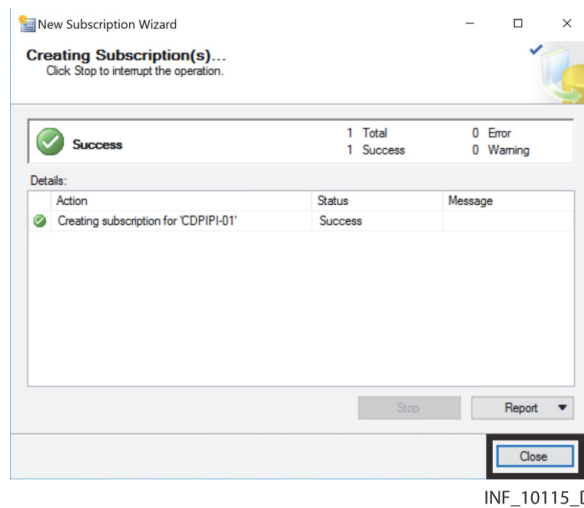 New Subscription Wizard
Creating Subscription(s)...
Click Stop to interrupt the operation.
Success
1 Total
0 Error
1 Success
0 Warning
Details:
Action Status Message
Creating subscription for 'CDPIPI-01' Success
Stop Report
Close
INF_10115_D